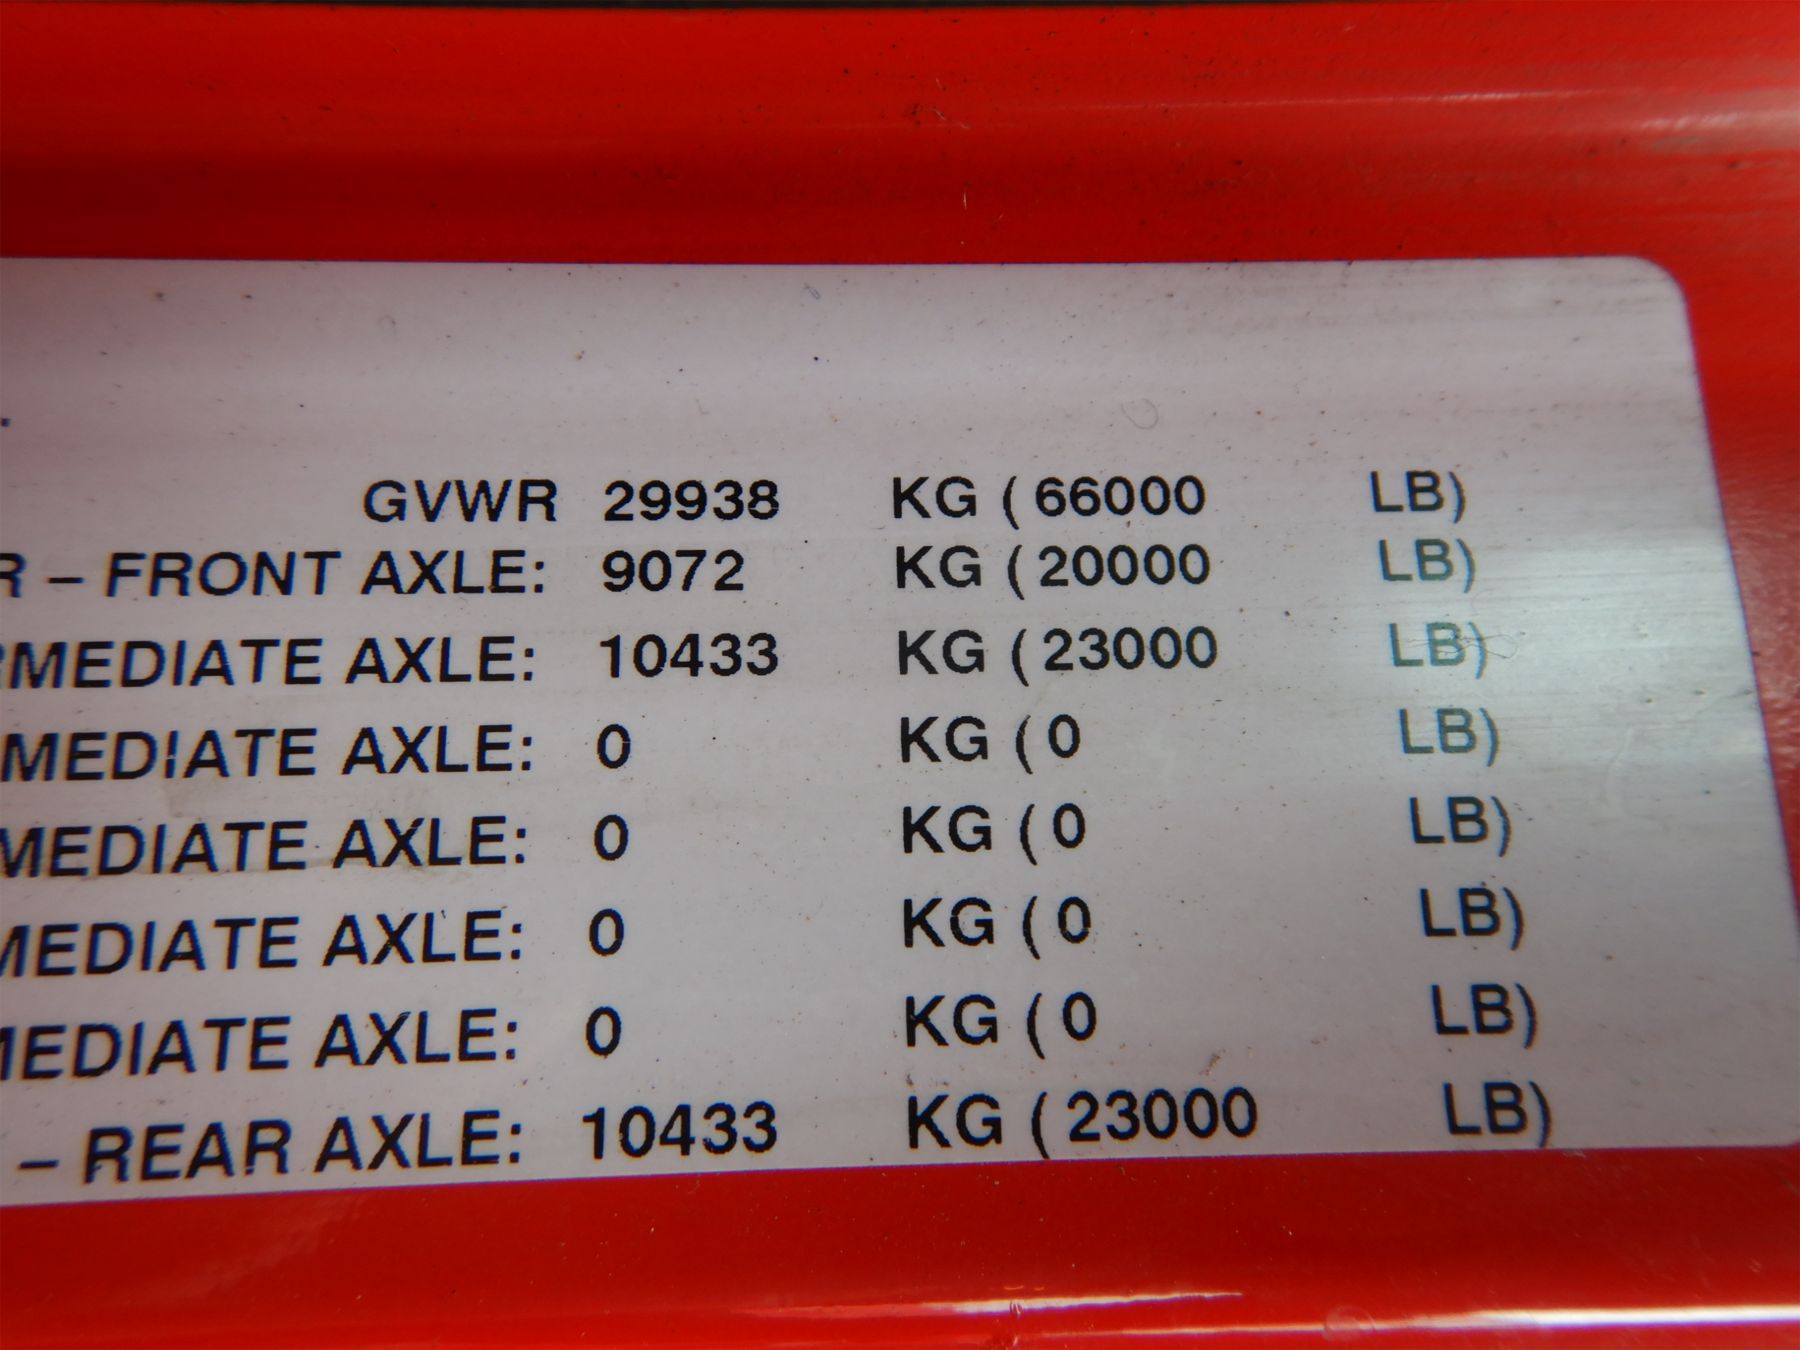 GVWR 29938 KG ( 66000 LB)
R – FRONT AXLE: 9072 KG ( 20000 LB)
RMEDIATE AXLE: 10433 KG ( 23000 LB)
MEDIATE AXLE: 0 KG ( 0 LB)
MEDIATE AXLE: 0 KG ( 0 LB)
MEDIATE AXLE: 0 KG ( 0 LB)
MEDIATE AXLE: 0 KG ( 0 LB)
– REAR AXLE: 10433 KG ( 23000 LB)